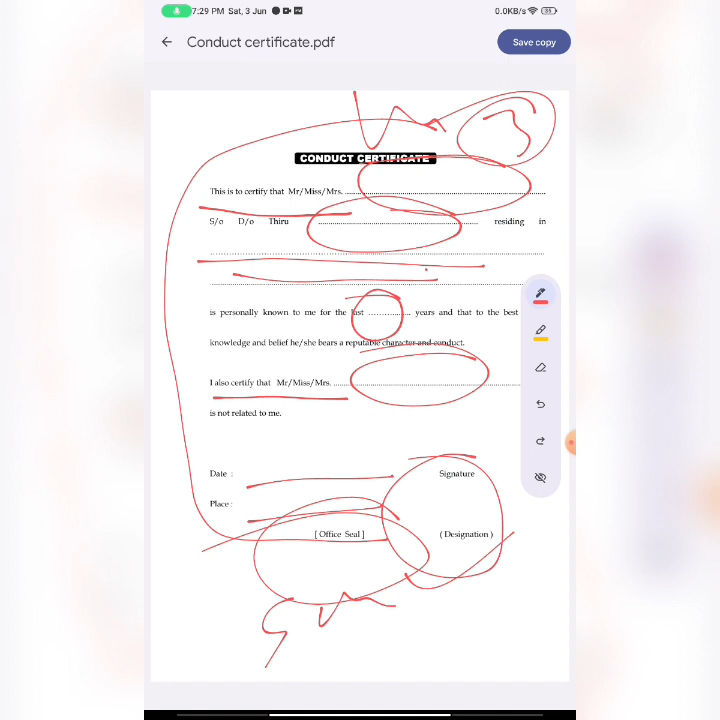 7:29 PM Sat, 3 Jun
0.0KB/s 35
Conduct certificate.pdf
Save copy
CONDUCT CERTIFICATE
This is to certify that Mr/Miss/Mrs. ........................................
S/o D/o Thiru ........................................ residing in
........................................
........................................
is personally known to me for the last .................. years and that to the best
knowledge and belief he/she bears a reputable character and conduct.
I also certify that Mr/Miss/Mrs. ........................................
is not related to me.
Date : Signature
Place :
[ Office Seal ] ( Designation )